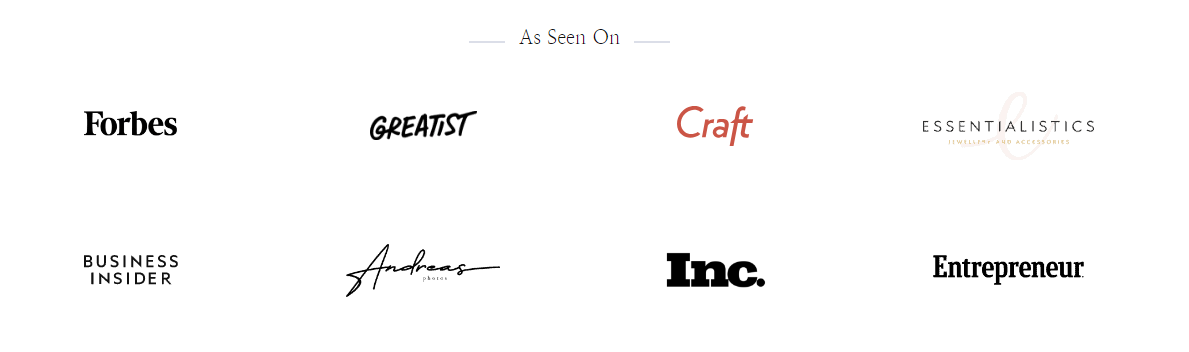 As Seen On
Forbes
GREATIST
Craft
ESSENTIALISTICS
JEWELLERY AND ACCESSORIES
BUSINESS
INSIDER
Andreas
photos
Inc.
Entrepreneur